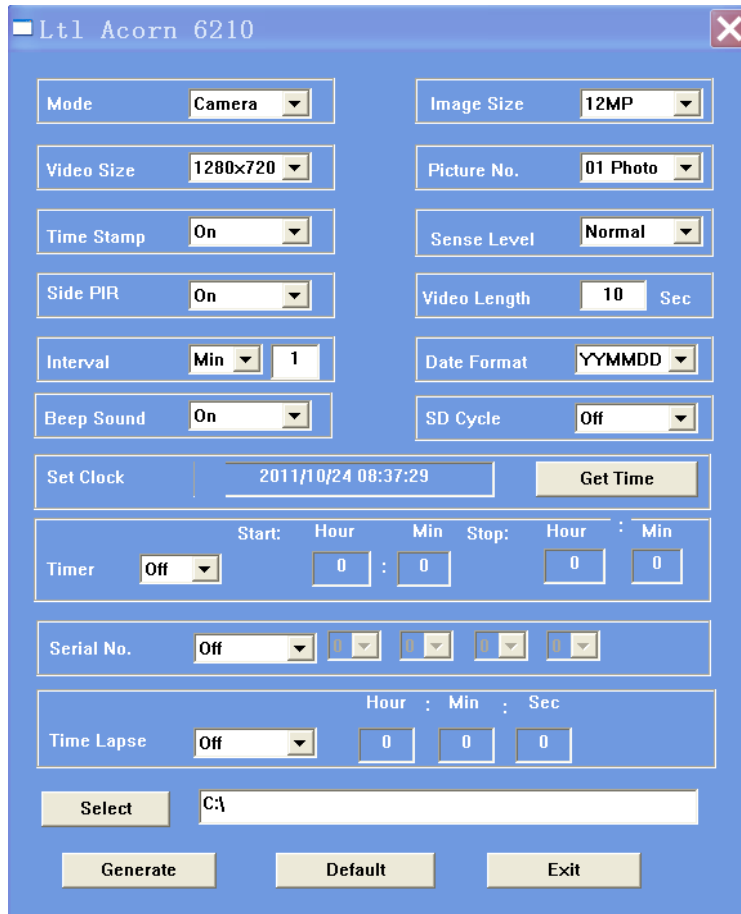 Ltl Acorn 6210
Mode Camera Image Size 12MP
Video Size 1280x720 Picture No. 01 Photo
Time Stamp On Sense Level Normal
Side PIR On Video Length 10 Sec
Interval Min 1 Date Format YYMMDD
Beep Sound On SD Cycle Off
Set Clock 2011/10/24 08:37:29 Get Time
Start: Hour Min Stop: Hour : Min
Timer Off 0 : 0 0 0
Serial No. Off 0 0 0 0
Hour : Min : Sec
Time Lapse Off 0 0 0
Select C:\
Generate Default Exit